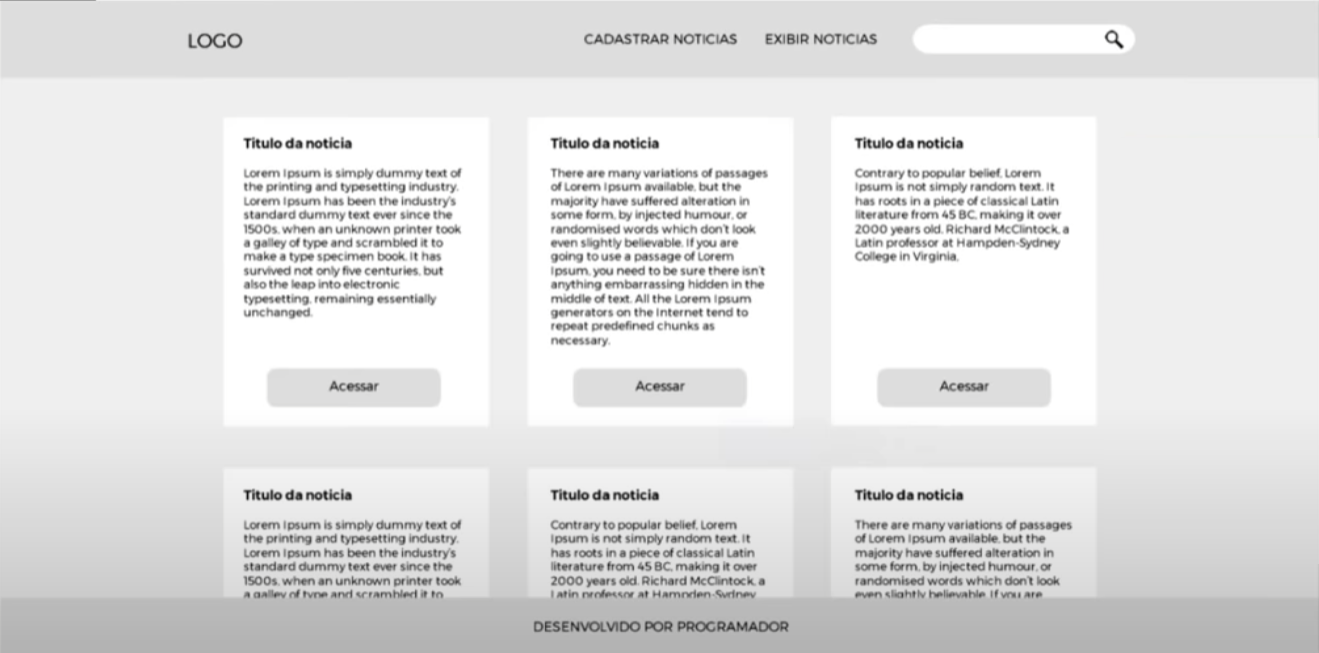 LOGO
CADASTRAR NOTICIAS
EXIBIR NOTICIAS
Titulo da noticia
Lorem Ipsum is simply dummy text of
the printing and typesetting industry.
Lorem Ipsum has been the industry's
standard dummy text ever since the
1500s, when an unknown printer took
a galley of type and scrambled it to
make a type specimen book. It has
survived not only five centuries, but
also the leap into electronic
typesetting, remaining essentially
unchanged.
Acessar
Titulo da noticia
There are many variations of passages
of Lorem Ipsum available, but the
majority have suffered alteration in
some form, by injected humour, or
randomised words which don't look
even slightly believable. If you are
going to use a passage of Lorem
Ipsum, you need to be sure there isn't
anything embarrassing hidden in the
middle of text. All the Lorem Ipsum
generators on the Internet tend to
repeat predefined chunks as
necessary.
Acessar
Titulo da noticia
Contrary to popular belief, Lorem
Ipsum is not simply random text. It
has roots in a piece of classical Latin
literature from 45 BC, making it over
2000 years old. Richard McClintock, a
Latin professor at Hampden-Sydney
College in Virginia,
Acessar
Titulo da noticia
Lorem Ipsum is simply dummy text of
the printing and typesetting industry.
Lorem Ipsum has been the industry's
standard dummy text ever since the
1500s, when an unknown printer took
a galley of type and scrambled it to
Titulo da noticia
Contrary to popular belief, Lorem
Ipsum is not simply random text. It
has roots in a piece of classical Latin
literature from 45 BC, making it over
2000 years old. Richard McClintock, a
Latin professor at Hampden-Sydney
Titulo da noticia
There are many variations of passages
of Lorem Ipsum available, but the
majority have suffered alteration in
some form, by injected humour, or
randomised words which don't look
even slightly believable. If you are
DESENVOLVIDO POR PROGRAMADOR